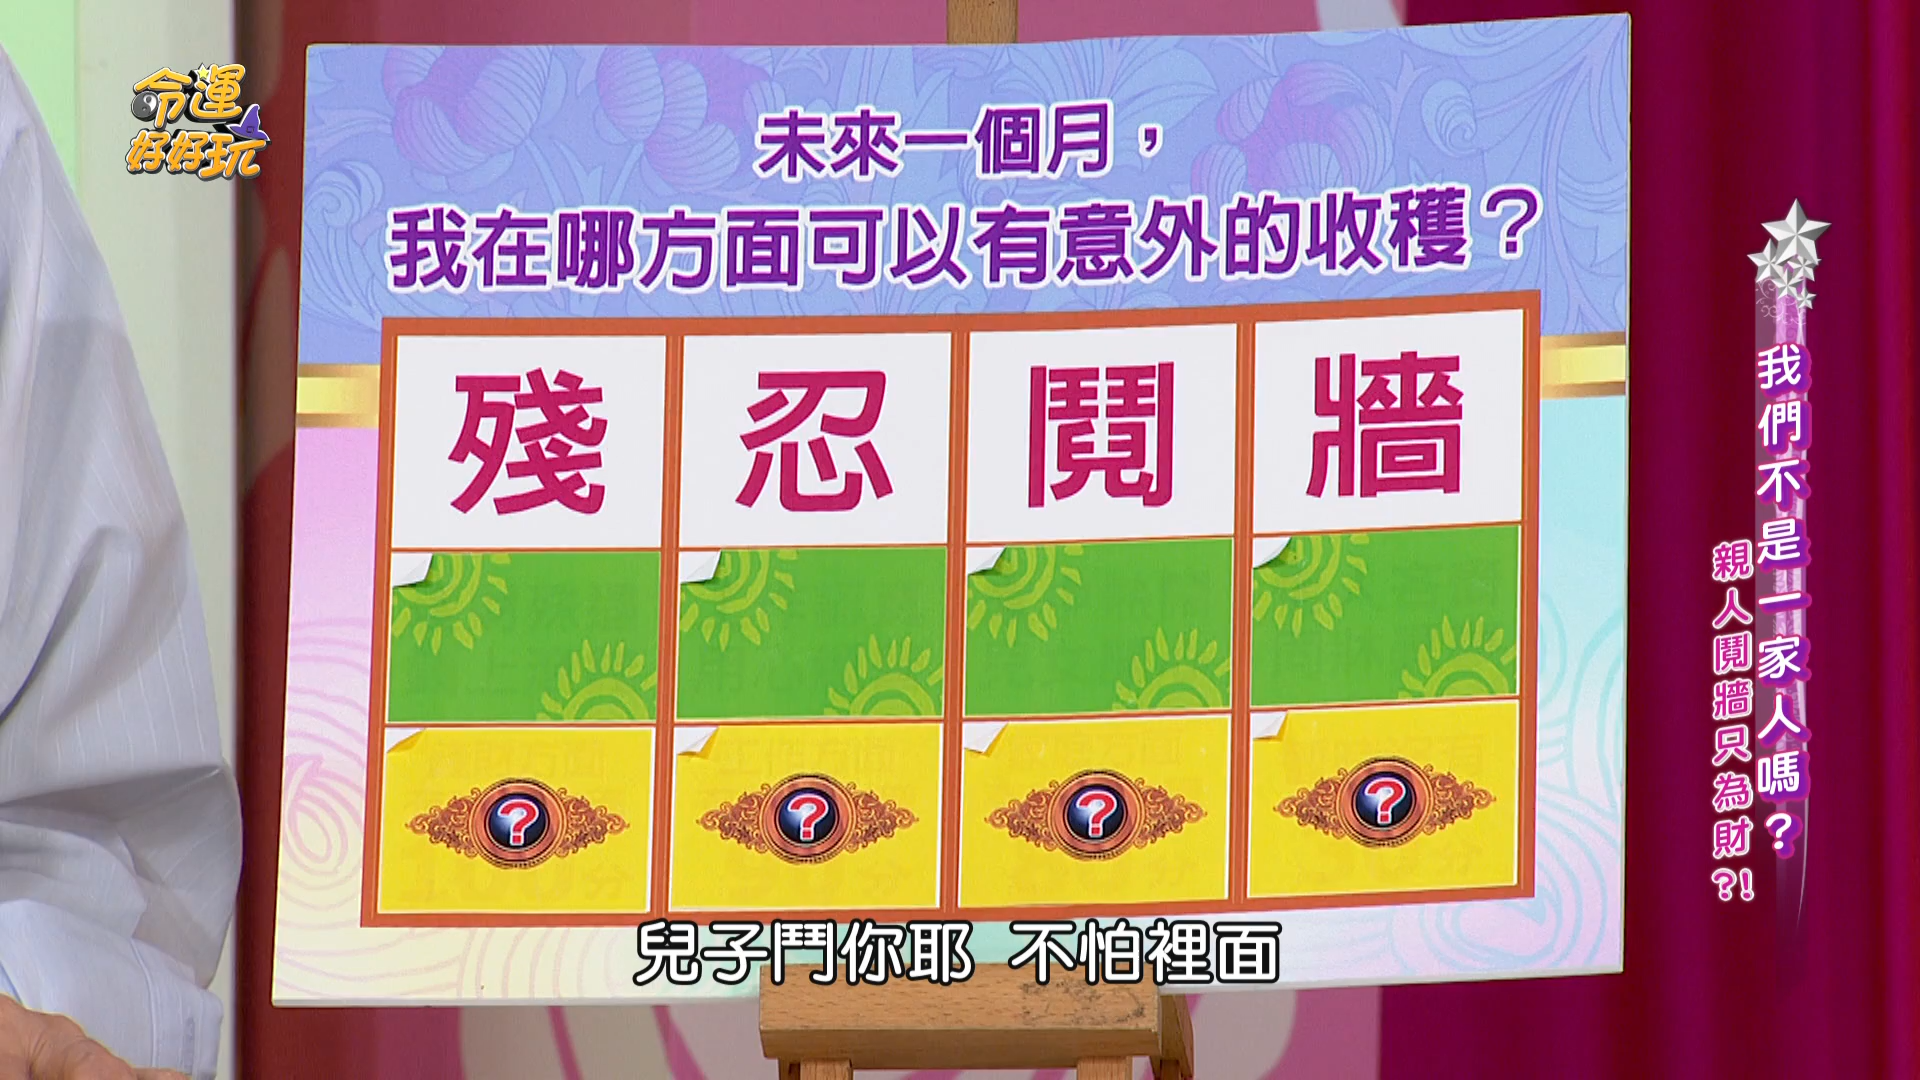 命運
好好玩
未來一個月，
我在哪方面可以有意外的收穫？
殘 忍 鬩 牆
?
?
?
?
我們不是一家人嗎？
親人鬩牆只為財?!
兒子鬥你耶 不怕裡面